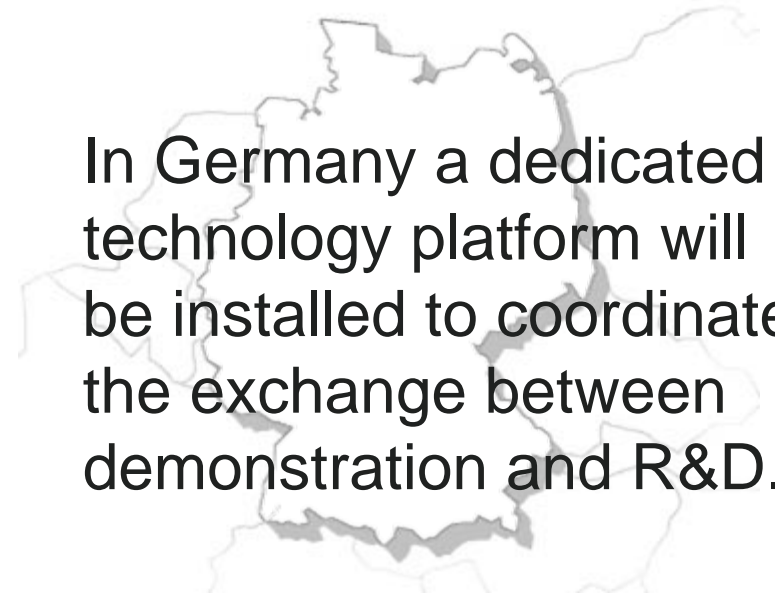 In Germany a dedicated
technology platform will
be installed to coordinate
the exchange between
demonstration and R&D.